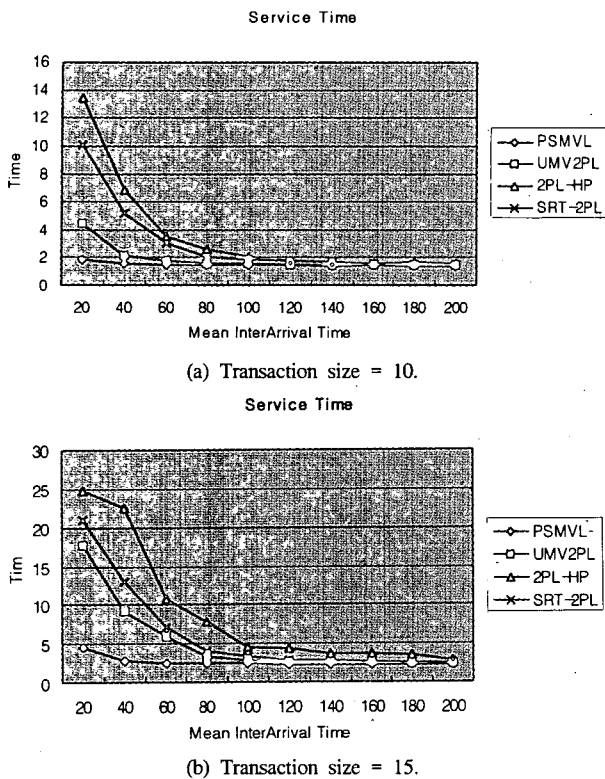 Service Time
16
14
12
10
8
6
4
2
0
Time
20 40 60 80 100 120 140 160 180 200
Mean InterArrival Time
PSMVL
UMV2PL
2PL-HP
SRT-2PL
(a) Transaction size = 10.
Service Time
30
25
20
15
10
5
0
Tim
20 40 60 80 100 120 140 160 180 200
Mean InterArrival Time
PSMVL-
UMV2PL
2PL-HP
SRT-2PL
(b) Transaction size = 15.